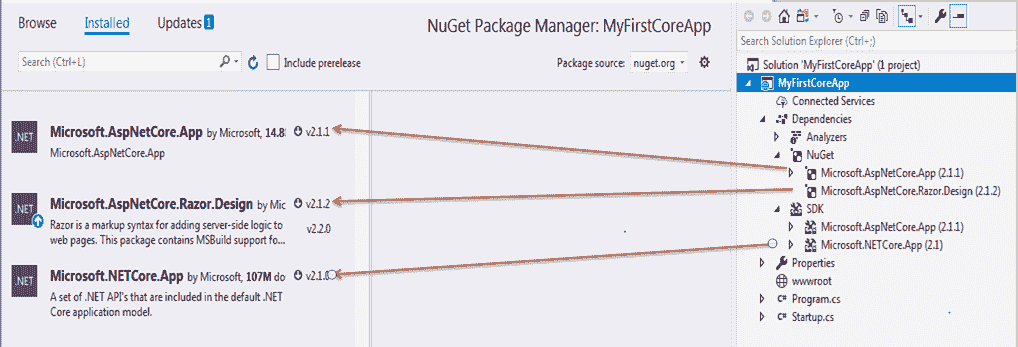 Browse Installed Updates 1
NuGet Package Manager: MyFirstCoreApp
Search (Ctrl+L)
Include prerelease
Package source: nuget.org
.NET
Microsoft.AspNetCore.App by Microsoft, 14.8
v2.1.1
Microsoft.AspNetCore.App
.NET
Microsoft.AspNetCore.Razor.Design by Mic
v2.1.2
Razor is a markup syntax for adding server-side logic to
v2.2.0
web pages. This package contains MSBuild support fo...
.NET
Microsoft.NETCore.App by Microsoft, 107M do
v2.1.
A set of .NET API's that are included in the default .NET
Core application model.
Search Solution Explorer (Ctrl+;)
Solution 'MyFirstCoreApp' (1 project)
MyFirstCoreApp
Connected Services
Dependencies
Analyzers
NuGet
Microsoft.AspNetCore.App (2.1.1)
Microsoft.AspNetCore.Razor.Design (2.1.2)
SDK
Microsoft.AspNetCore.App (2.1.1)
Microsoft.NETCore.App (2.1)
Properties
wwwroot
C# Program.cs
C# Startup.cs